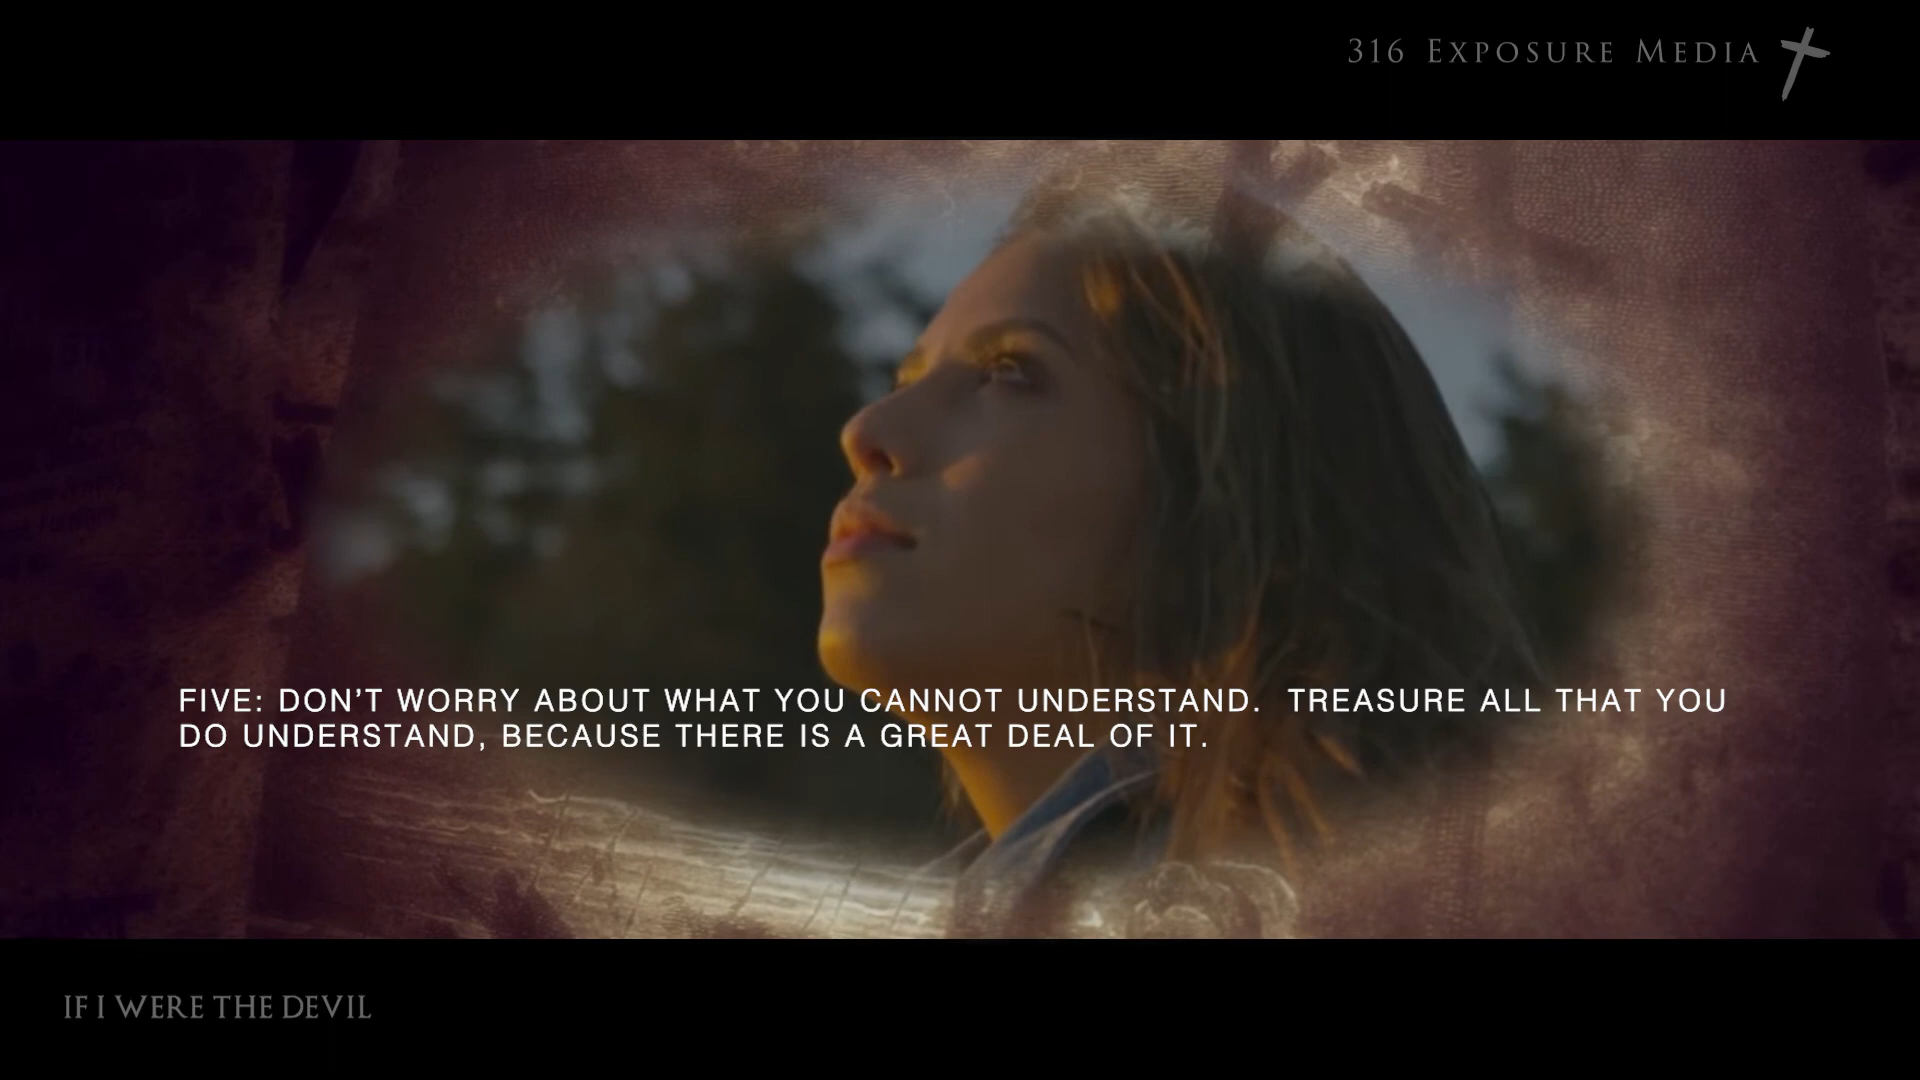 316 EXPOSURE MEDIA
FIVE: DON’T WORRY ABOUT WHAT YOU CANNOT UNDERSTAND.  TREASURE ALL THAT YOU
DO UNDERSTAND, BECAUSE THERE IS A GREAT DEAL OF IT.
IF I WERE THE DEVIL